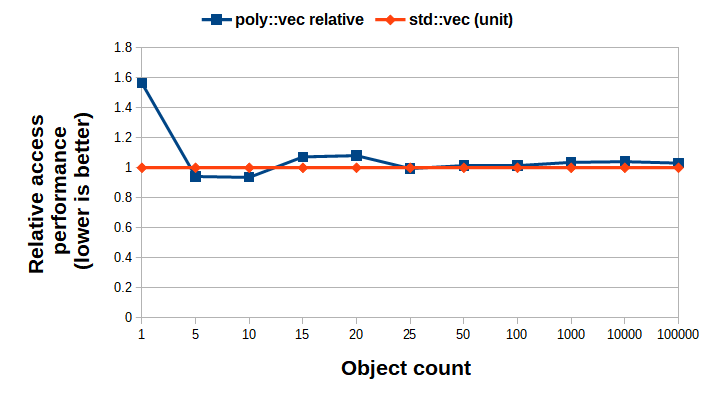 poly::vec relative std::vec (unit)
1.8
1.6
1.4
1.2
1
0.8
0.6
0.4
0.2
0
Relative access
performance
(lower is better)
1 5 10 15 20 25 50 100 1000 10000 100000
Object count